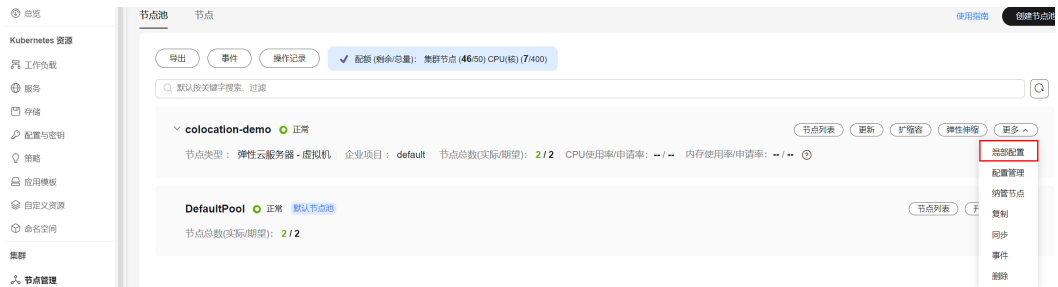 总览
Kubernetes 资源
工作负载
服务
存储
配置与密钥
策略
应用模板
自定义资源
命名空间
集群
节点管理
节点池 节点
使用指南 创建节点池
导出 事件 操作记录 配额 (剩余/总量)： 集群节点 (46/50) CPU(核) (7/400)
默认按关键字搜索、过滤
colocation-demo 正常
节点列表 更新 扩缩容 弹性伸缩 更多
节点类型： 弹性云服务器 - 虚拟机 企业项目： default 节点总数(实际/期望)： 2 / 2 CPU使用率/申请率： -- / -- 内存使用率/申请率： -- / --
混部配置
配置管理
纳管节点
复制
同步
事件
删除
DefaultPool 正常 默认节点池
节点列表
节点总数(实际/期望)： 2 / 2